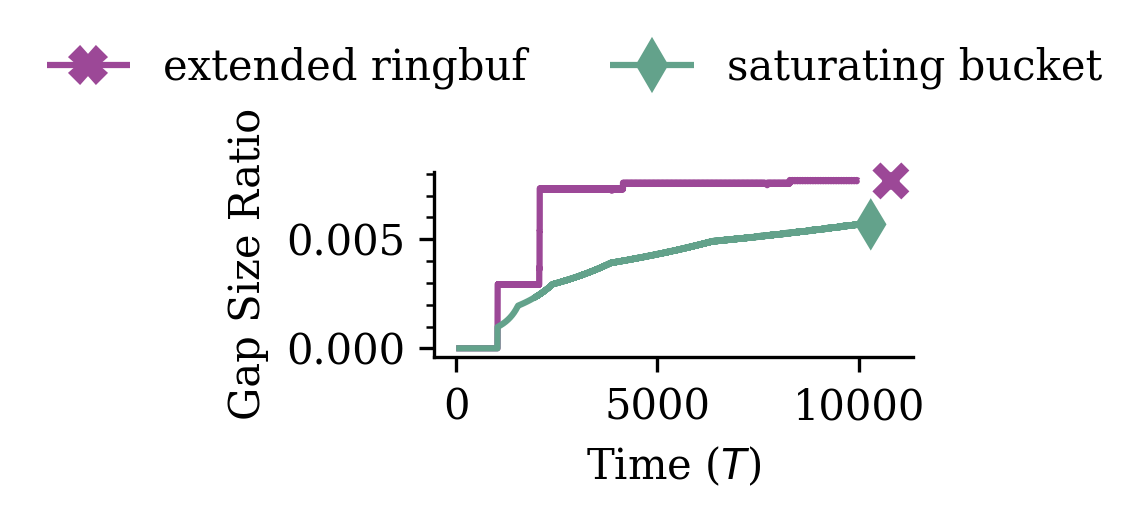 extended ringbuf
saturating bucket
Gap Size Ratio
0.005
0.000
0
5000
10000
Time (T)